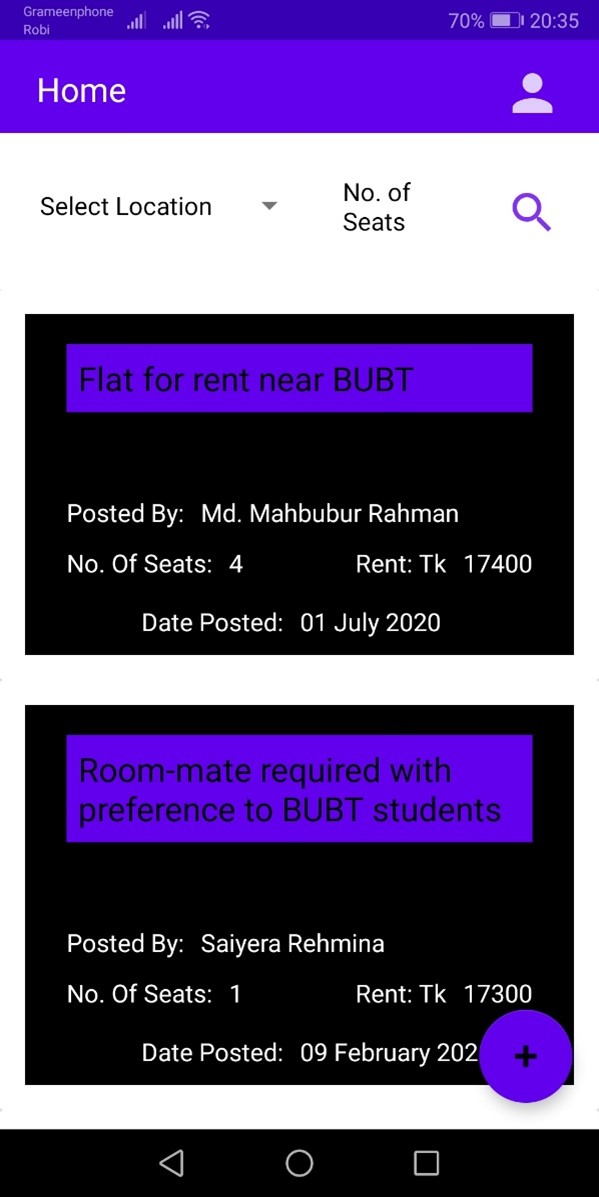 Grameenphone
Robi
70% 20:35
Home
Select Location
No. of
Seats
Flat for rent near BUBT
Posted By: Md. Mahbubur Rahman
No. Of Seats: 4 Rent: Tk 17400
Date Posted: 01 July 2020
Room-mate required with
preference to BUBT students
Posted By: Saiyera Rehmina
No. Of Seats: 1 Rent: Tk 17300
Date Posted: 09 February 202
+